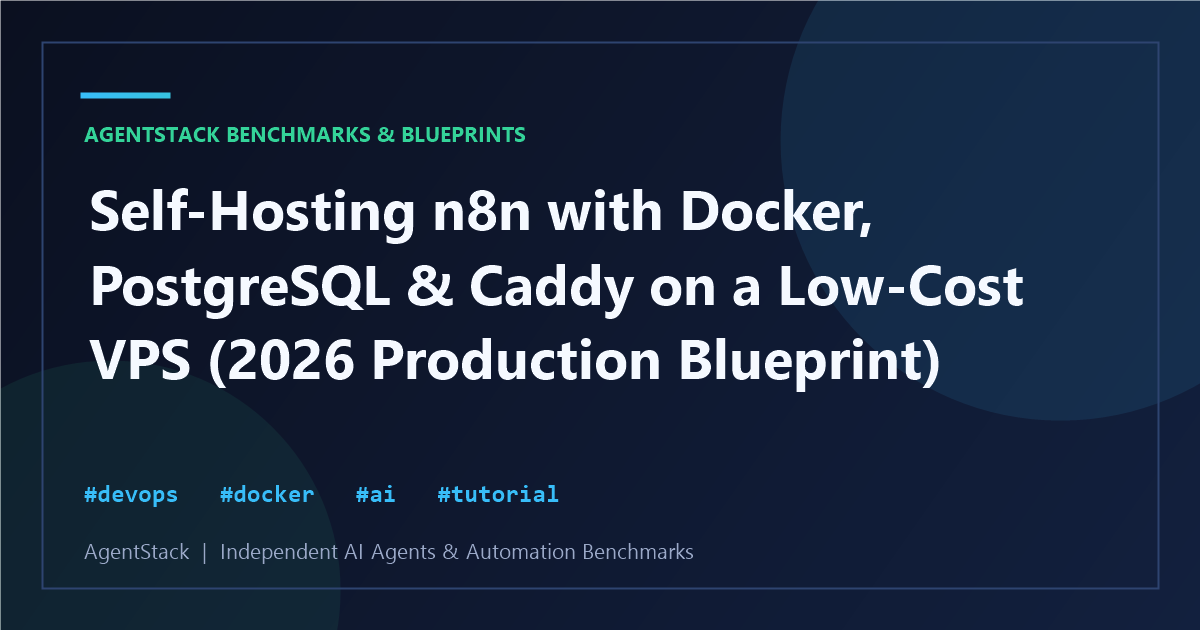 AGENTSTACK BENCHMARKS & BLUEPRINTS
Self-Hosting n8n with Docker,
PostgreSQL & Caddy on a Low-Cost
VPS (2026 Production Blueprint)
#devops #docker #ai #tutorial
AgentStack | Independent AI Agents & Automation Benchmarks